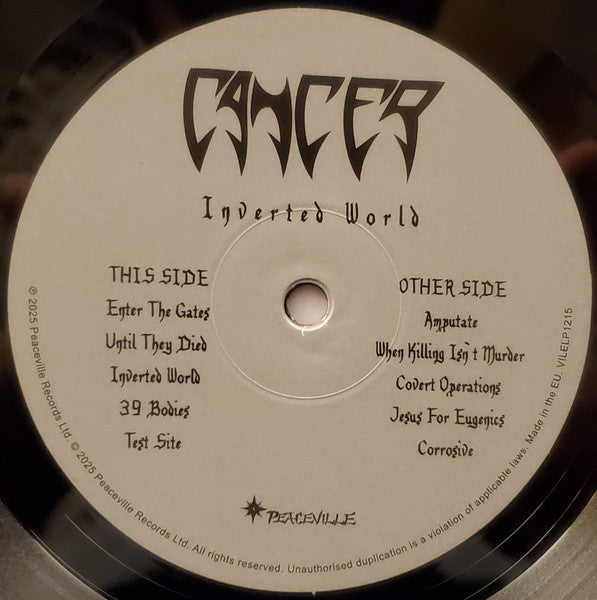 CANCER
Inverted World
THIS SIDE
Enter The Gates
Until They Died
Inverted World
39 Bodies
Test Site
OTHER SIDE
Amputate
When Killing Isn`t Murder
Covert Operations
Jesus For Eugenics
Corrosive
PEACEVILLE
℗ 2025 Peaceville Records Ltd. © 2025 Peaceville Records Ltd. All rights reserved. Unauthorised duplication is a violation of applicable laws. Made in the EU. VILELP1215